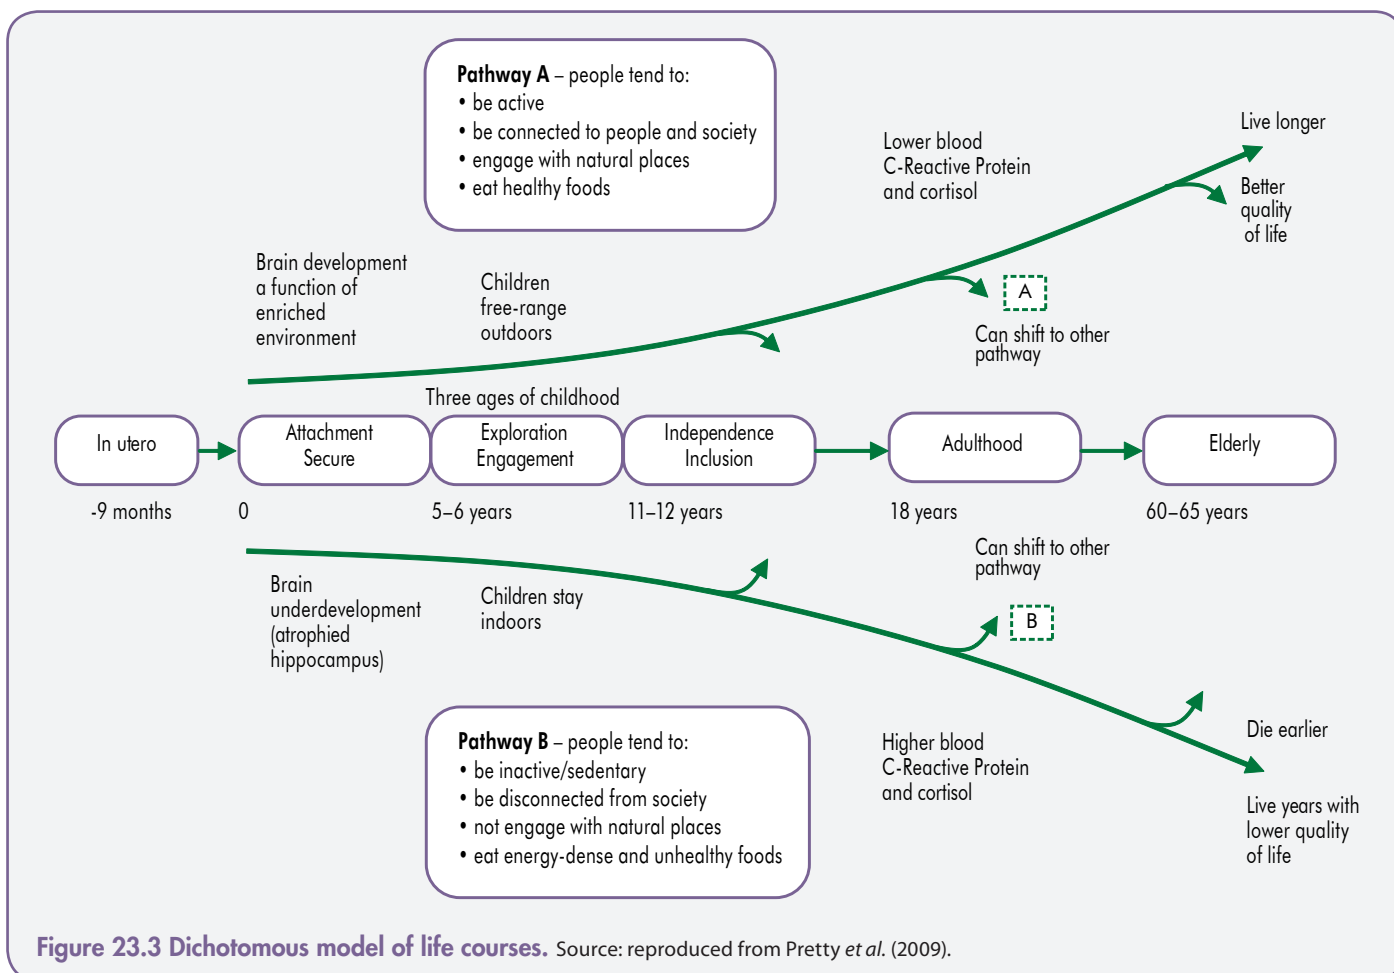 Pathway A – people tend to:
• be active
• be connected to people and society
• engage with natural places
• eat healthy foods
Live longer
Better
quality
of life
Lower blood
C-Reactive Protein
and cortisol
Brain development
a function of
enriched
environment
Children
free-range
outdoors
A
Can shift to other
pathway
Three ages of childhood
In utero
Attachment
Secure
Exploration
Engagement
Independence
Inclusion
Adulthood
Elderly
-9 months
0
5–6 years
11–12 years
18 years
60–65 years
Can shift to other
pathway
B
Brain
underdevelopment
(atrophied
hippocampus)
Children stay
indoors
Pathway B – people tend to:
• be inactive/sedentary
• be disconnected from society
• not engage with natural places
• eat energy-dense and unhealthy foods
Higher blood
C-Reactive Protein
and cortisol
Die earlier
Live years with
lower quality
of life
Figure 23.3 Dichotomous model of life courses. Source: reproduced from Pretty et al. (2009).